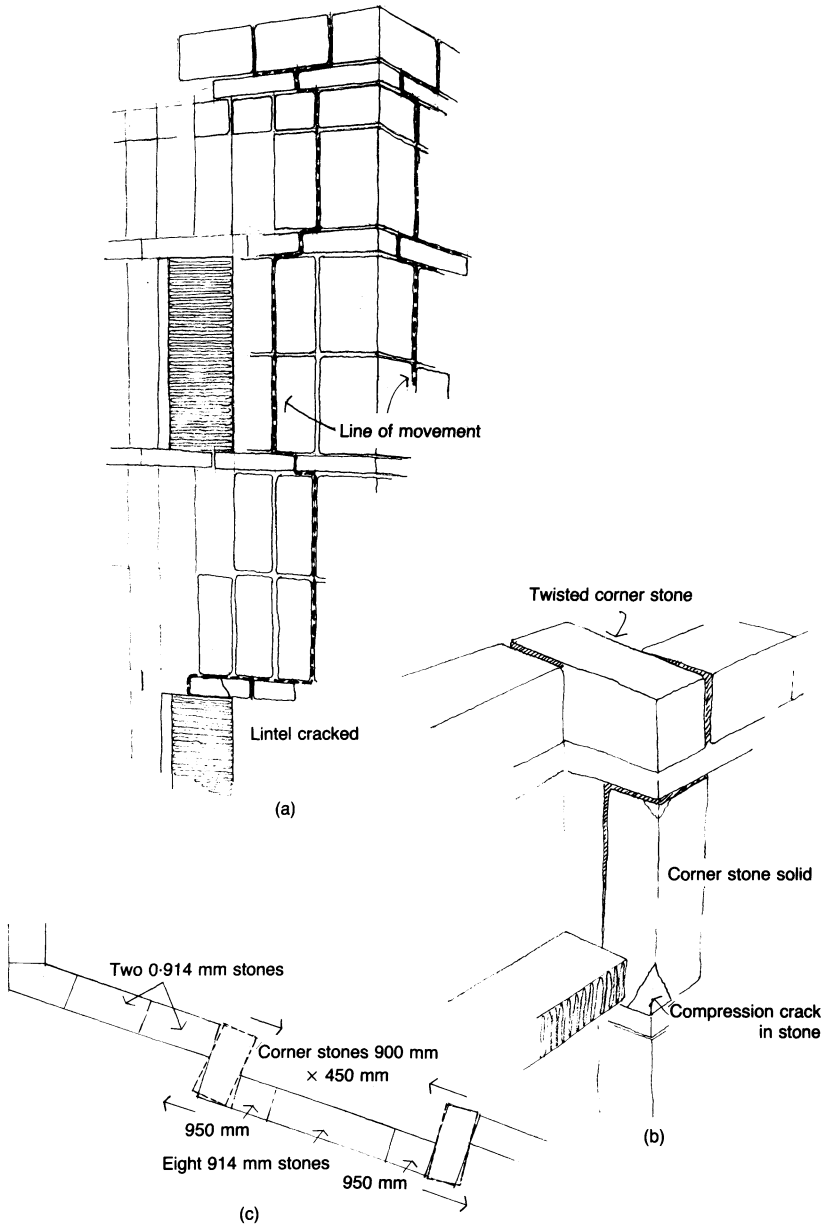 Line of movement
Lintel cracked
(a)
Twisted corner stone
Corner stone solid
Compression crack
in stone
(b)
Two 0·914 mm stones
Corner stones 900 mm
× 450 mm
950 mm
Eight 914 mm stones
950 mm
(c)